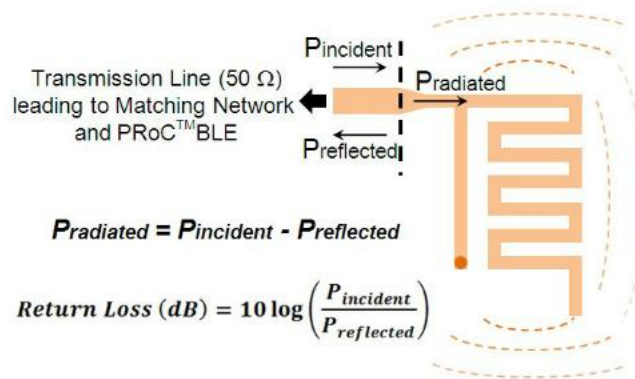 Pincident
Transmission Line (50 Ω)
leading to Matching Network
and PRoC™BLE
Pradiated
Preflected
Pradiated = Pincident - Preflected
Return Loss (dB) = 10 log(Pincident/Preflected)